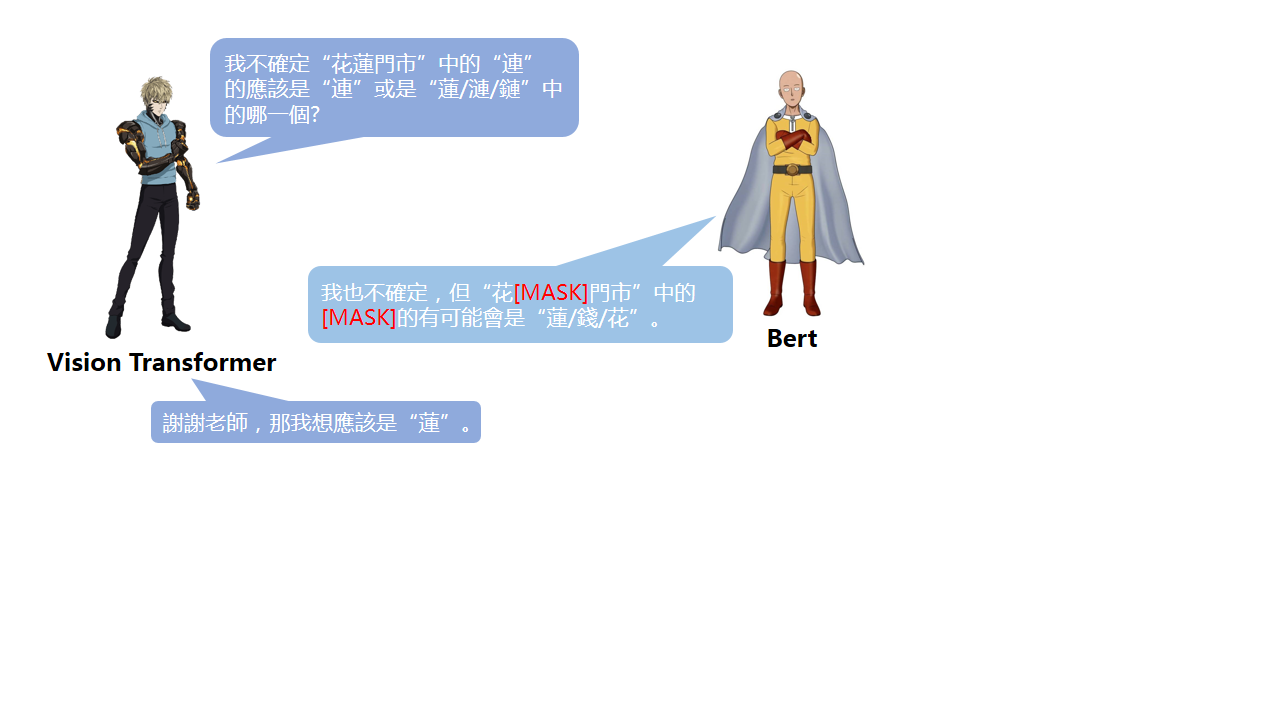 我不確定“花蓮門市”中的“連”
的應該是“連”或是“蓮/漣/鏈”中
的哪一個?
我也不確定，但“花[MASK]門市”中的
[MASK]的有可能會是“蓮/錢/花”。
Bert
Vision Transformer
謝謝老師，那我想應該是“蓮”。